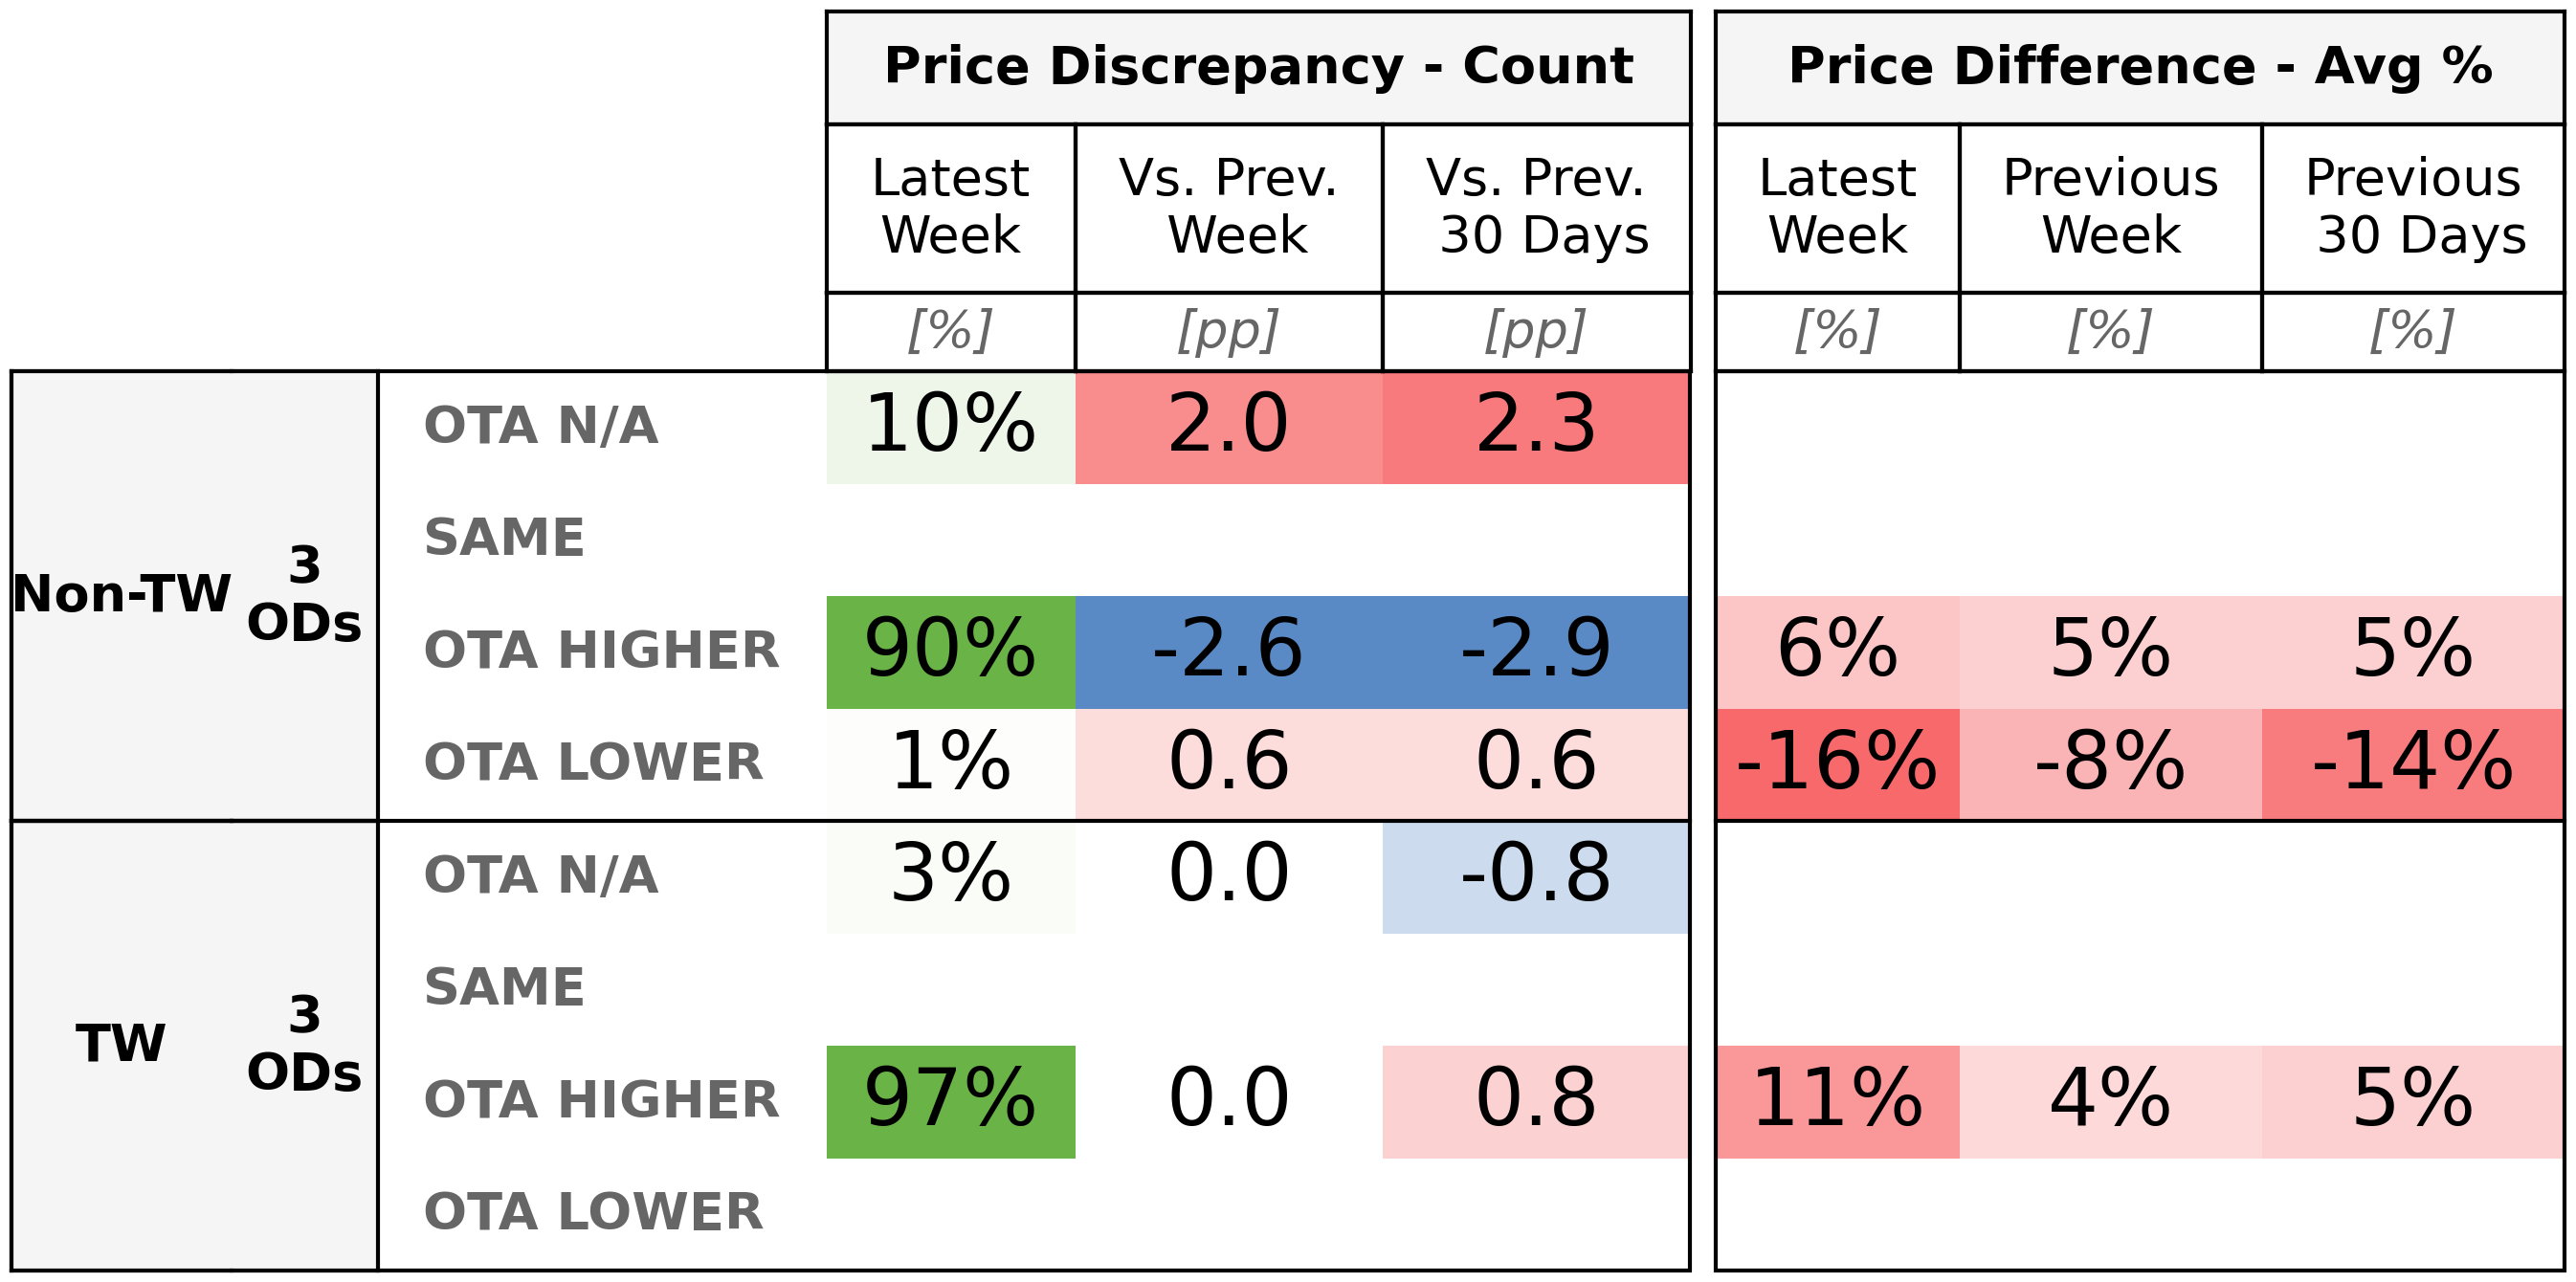 Price Discrepancy - Count Price Difference - Avg %
Latest Week Vs. Prev. Week Vs. Prev. 30 Days Latest Week Previous Week Previous 30 Days
[%] [pp] [pp] [%] [%] [%]
Non-TW 3 ODs
OTA N/A 10% 2.0 2.3
SAME
OTA HIGHER 90% -2.6 -2.9 6% 5% 5%
OTA LOWER 1% 0.6 0.6 -16% -8% -14%
TW 3 ODs
OTA N/A 3% 0.0 -0.8
SAME
OTA HIGHER 97% 0.0 0.8 11% 4% 5%
OTA LOWER